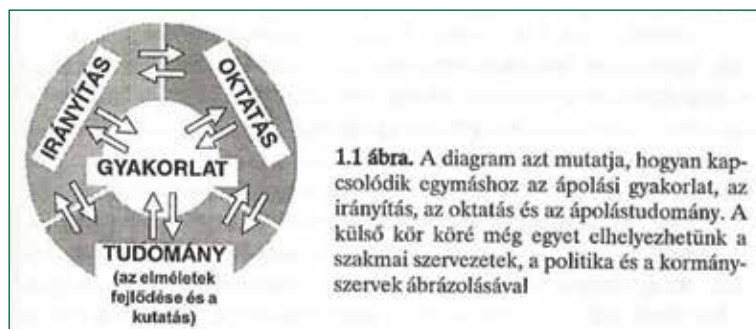 IRÁNYÍTÁS
OKTATÁS
GYAKORLAT
TUDOMÁNY
(az elméletek
fejlődése és a
kutatás)
1.1 ábra. A diagram azt mutatja, hogyan kap-
csolódik egymáshoz az ápolási gyakorlat, az
irányítás, az oktatás és az ápolástudomány. A
külső kör köré még egyet elhelyezhetünk a
szakmai szervezetek, a politika és a kormány-
szervek ábrázolásával